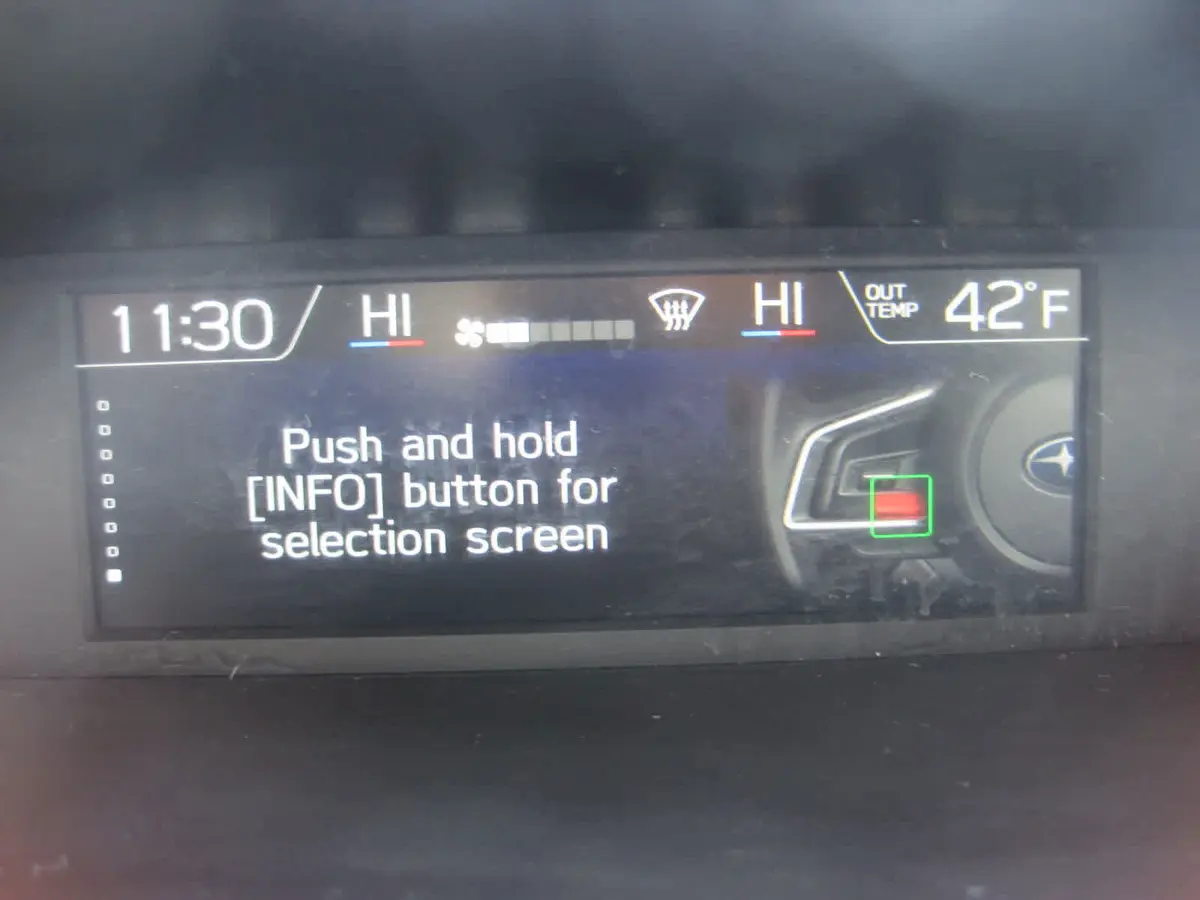 11:30
HI
HI
OUT
TEMP
42°F
Push and hold
[INFO] button for
selection screen